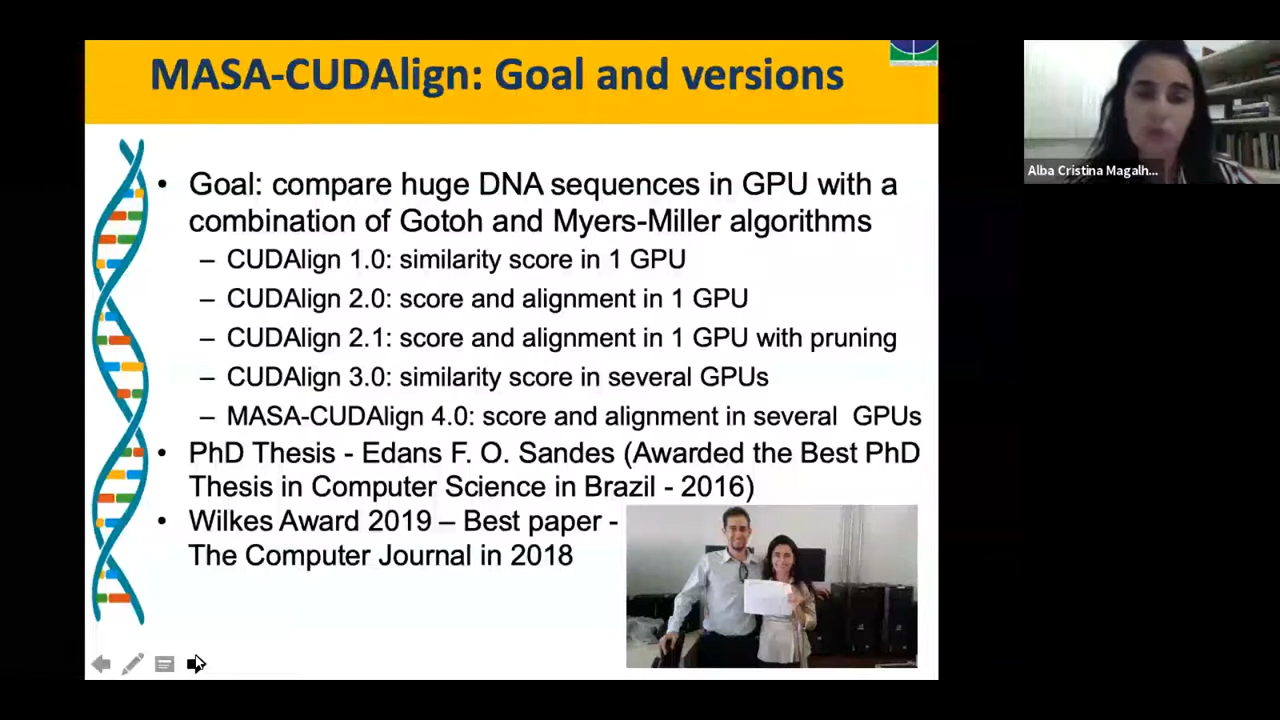 MASA-CUDAlign: Goal and versions
• Goal: compare huge DNA sequences in GPU with a
combination of Gotoh and Myers-Miller algorithms
– CUDAlign 1.0: similarity score in 1 GPU
– CUDAlign 2.0: score and alignment in 1 GPU
– CUDAlign 2.1: score and alignment in 1 GPU with pruning
– CUDAlign 3.0: similarity score in several GPUs
– MASA-CUDAlign 4.0: score and alignment in several  GPUs
• PhD Thesis - Edans F. O. Sandes (Awarded the Best PhD
Thesis in Computer Science in Brazil - 2016)
• Wilkes Award 2019 – Best paper -
The Computer Journal in 2018
Alba Cristina Magalh...